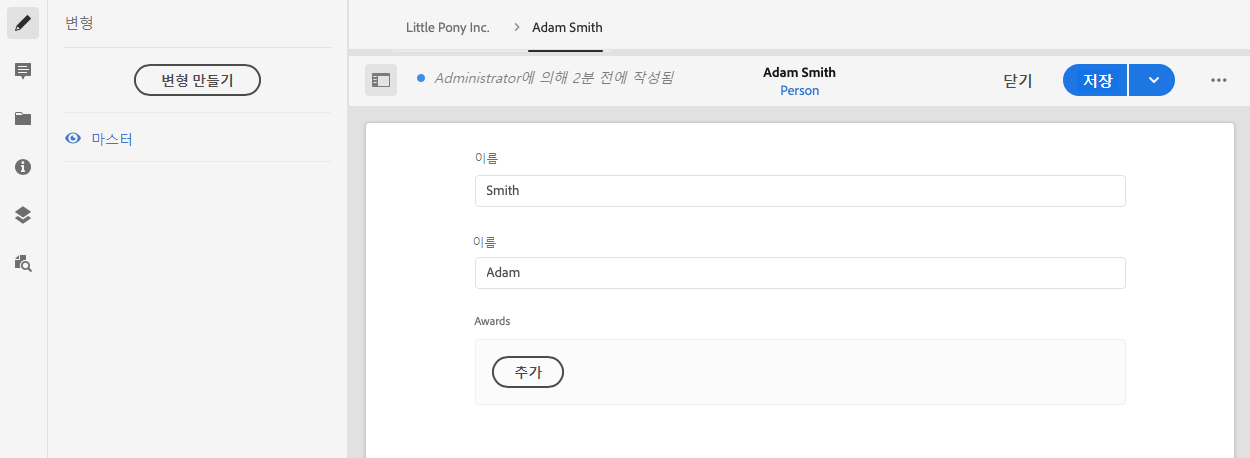 변형
변형 만들기
마스터
Little Pony Inc. > Adam Smith
Administrator에 의해 2분 전에 작성됨
Adam Smith
Person
닫기
저장
이름
Smith
이름
Adam
Awards
추가